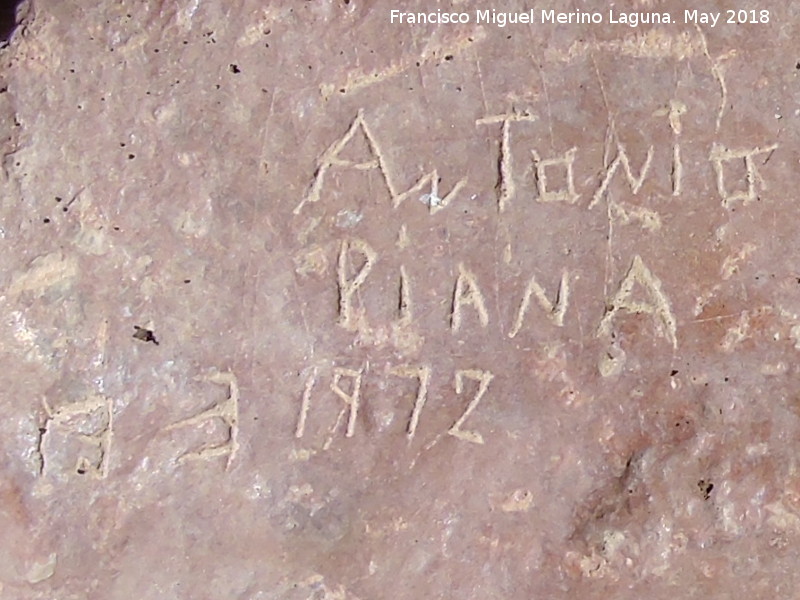 Francisco Miguel Merino Laguna. May 2018
AnTonio
PIANA
1972